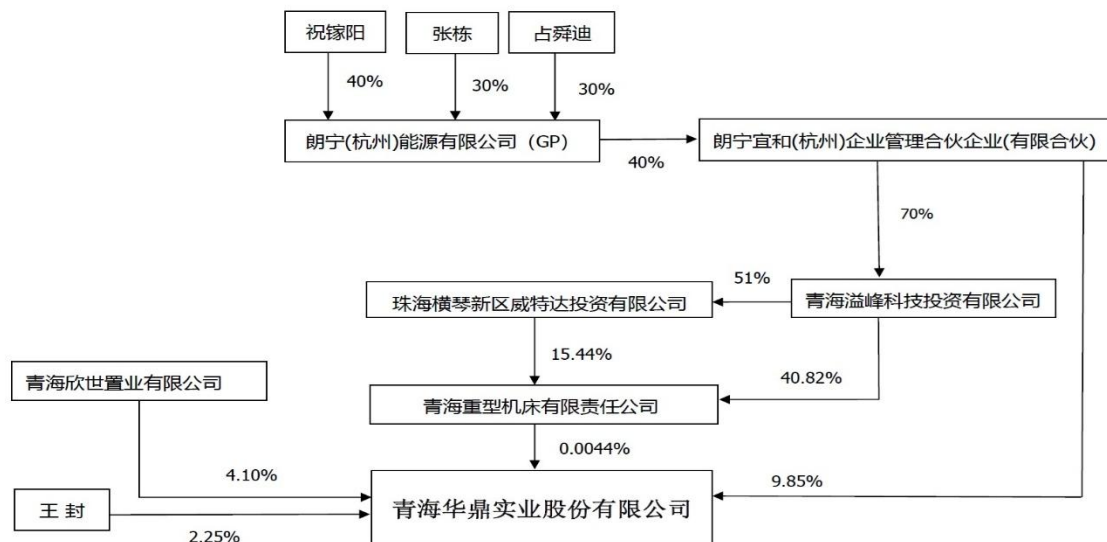 祝镓阳
张栋
占舜迪
40%
30%
30%
朗宁(杭州)能源有限公司（GP）
40%
朗宁宜和(杭州)企业管理合伙企业(有限合伙)
70%
51%
珠海横琴新区威特达投资有限公司
青海溢峰科技投资有限公司
15.44%
40.82%
青海欣世置业有限公司
青海重型机床有限责任公司
0.0044%
4.10%
9.85%
王 封
青海华鼎实业股份有限公司
2.25%